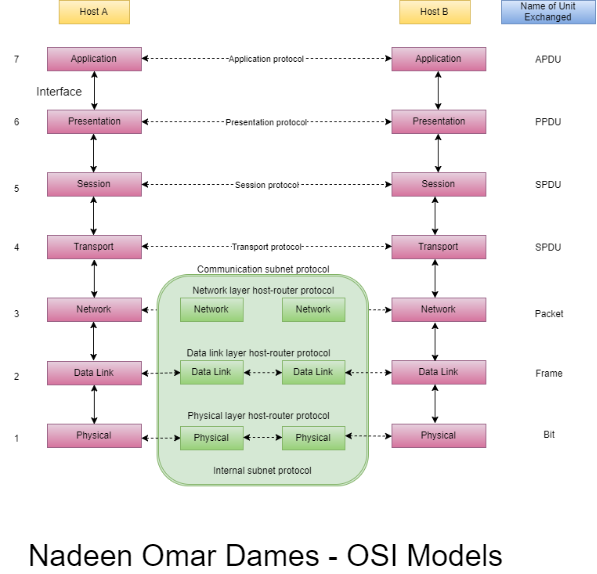 Host A
Host B
Name of Unit
Exchanged
7
Application
Application protocol
Application
APDU
Interface
6
Presentation
Presentation protocol
Presentation
PPDU
5
Session
Session protocol
Session
SPDU
4
Transport
Transport protocol
Transport
SPDU
Communication subnet protocol
Network layer host-router protocol
3
Network
Network
Network
Network
Packet
Data link layer host-router protocol
2
Data Link
Data Link
Data Link
Data Link
Frame
Physical layer host-router protocol
1
Physical
Physical
Physical
Physical
Bit
Internal subnet protocol
Nadeen Omar Dames - OSI Models